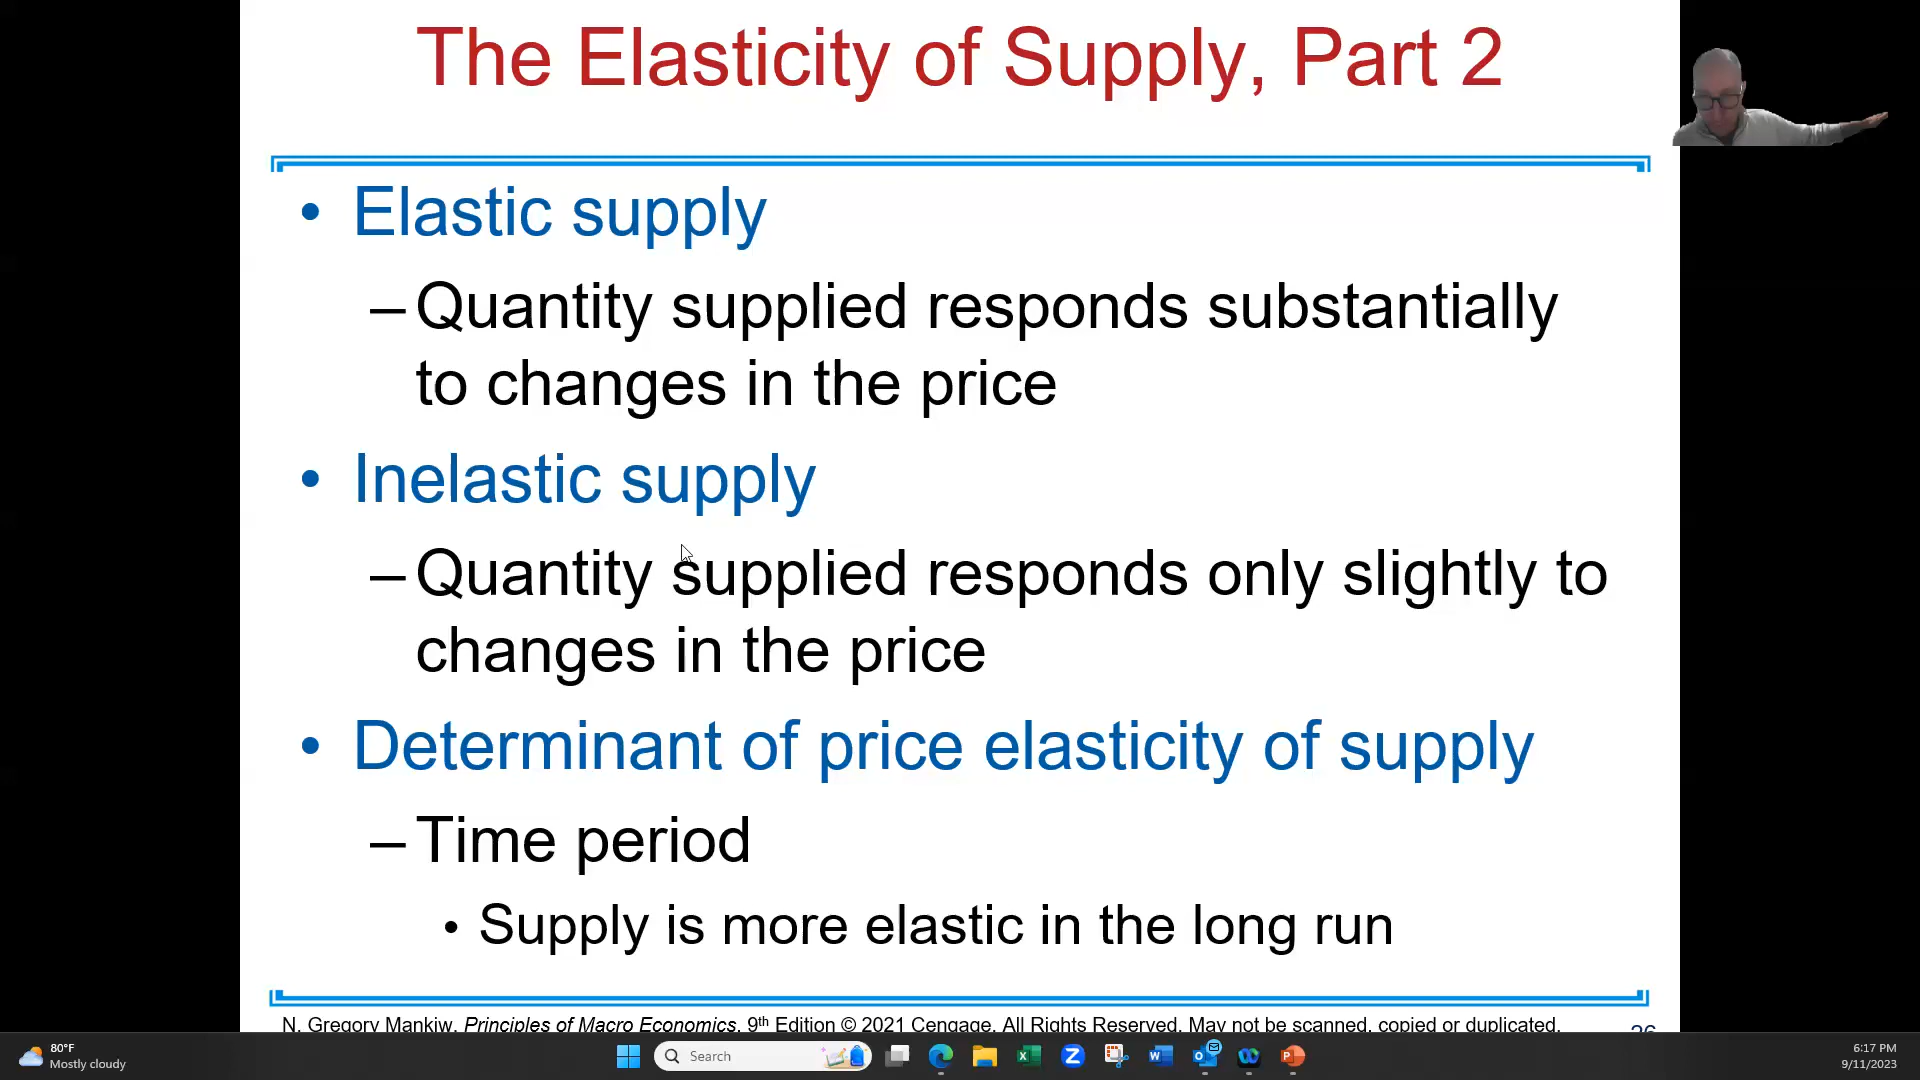 The Elasticity of Supply, Part 2
• Elastic supply
–Quantity supplied responds substantially
to changes in the price
• Inelastic supply
–Quantity supplied responds only slightly to
changes in the price
• Determinant of price elasticity of supply
–Time period
• Supply is more elastic in the long run
N. Gregory Mankiw, Principles of Macro Economics, 9th Edition © 2021 Cengage. All Rights Reserved. May not be scanned, copied or duplicated.
26
80°F
Mostly cloudy
Search
6:17 PM
9/11/2023